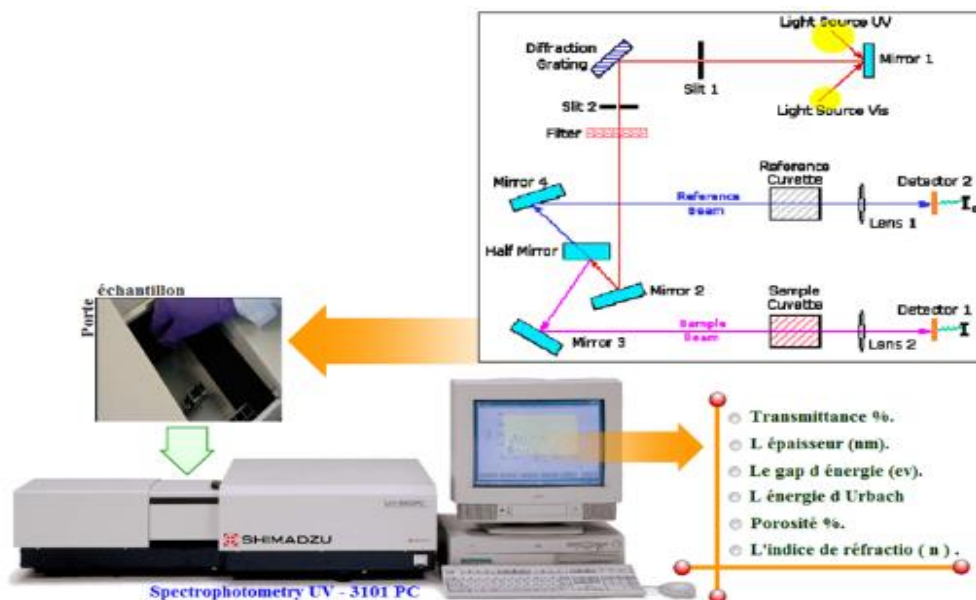 Light Source UV
Diffraction
Grating
Mirror 1
Slit 1
Slit 2
Light Source Vis
Filter
Mirror 4
Reference
Cuvette
Detector 2
Reference
Beam
Lens 1
Half Mirror
Mirror 2
Sample
Cuvette
Detector 1
Sample
Beam
I
Mirror 3
Lens 2
Porte
échantillon
Transmittance %.
L épaisseur (nm).
Le gap d énergie (ev).
L énergie d Urbach
Porosité %.
L'indice de réfractio ( n ) .
SHIMADZU
Spectrophotometry UV - 3101 PC